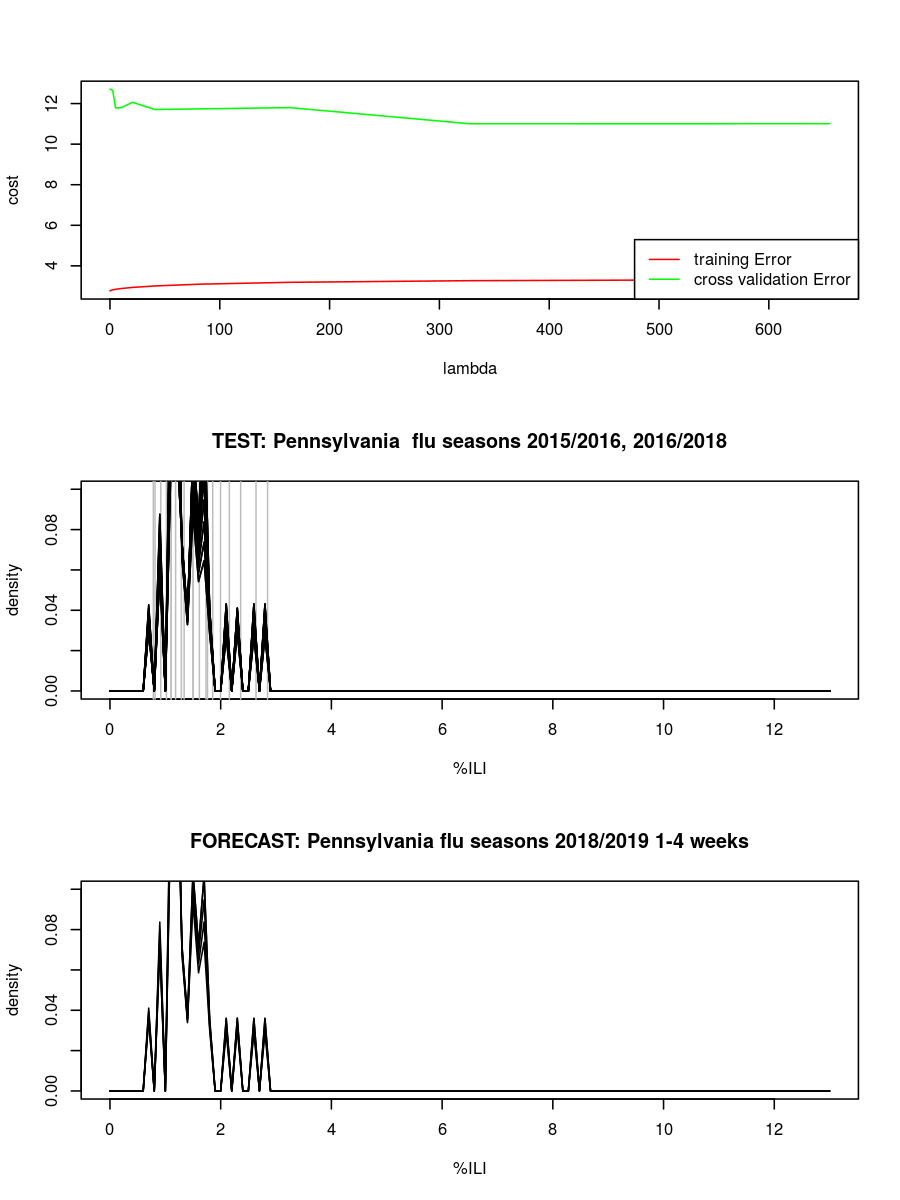 12
10
8
6
4
cost
training Error
cross validation Error
0 100 200 300 400 500 600
lambda
TEST: Pennsylvania  flu seasons 2015/2016, 2016/2018
0.08
0.04
0.00
density
0 2 4 6 8 10 12
%ILI
FORECAST: Pennsylvania flu seasons 2018/2019 1-4 weeks
0.08
0.04
0.00
density
0 2 4 6 8 10 12
%ILI